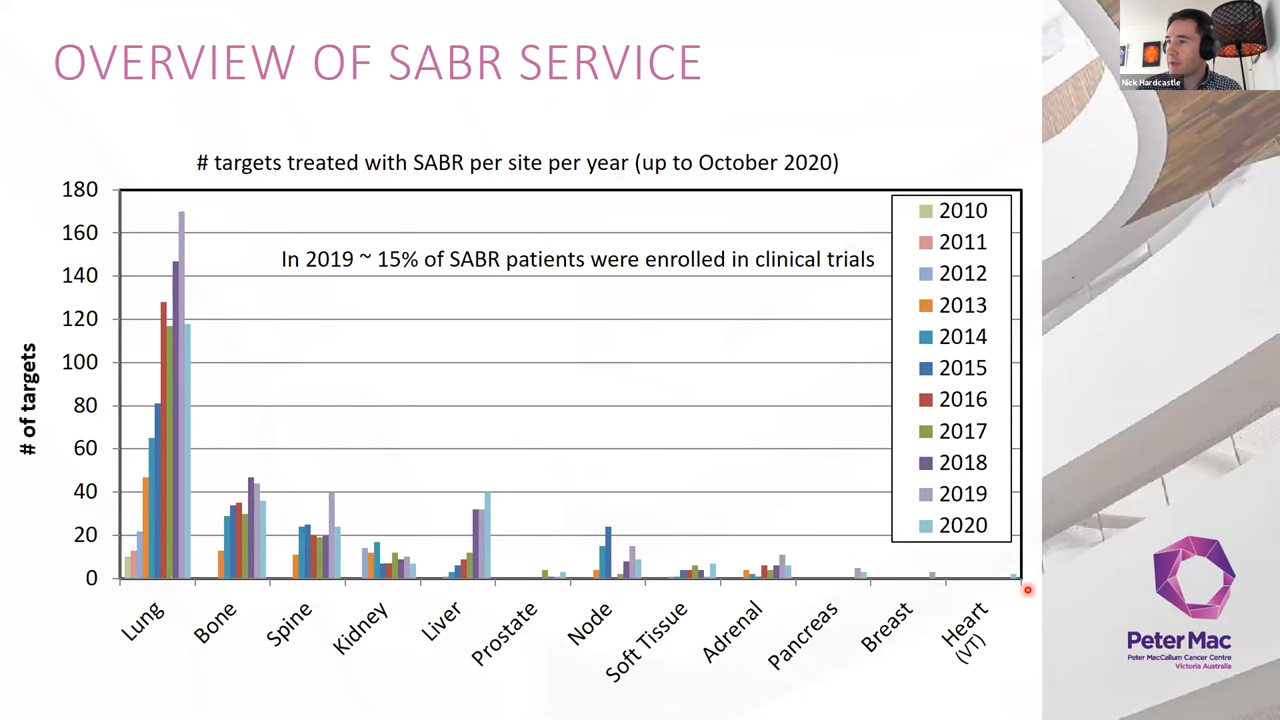 OVERVIEW OF SABR SERVICE
Nick Hardcastle
# targets treated with SABR per site per year (up to October 2020)
In 2019 ~ 15% of SABR patients were enrolled in clinical trials
# of targets
180
160
140
120
100
80
60
40
20
0
2010
2011
2012
2013
2014
2015
2016
2017
2018
2019
2020
Lung
Bone
Spine
Kidney
Liver
Prostate
Node
Soft Tissue
Adrenal
Pancreas
Breast
Heart
(VT)
Peter Mac
Peter MacCallum Cancer Centre
Victoria Australia